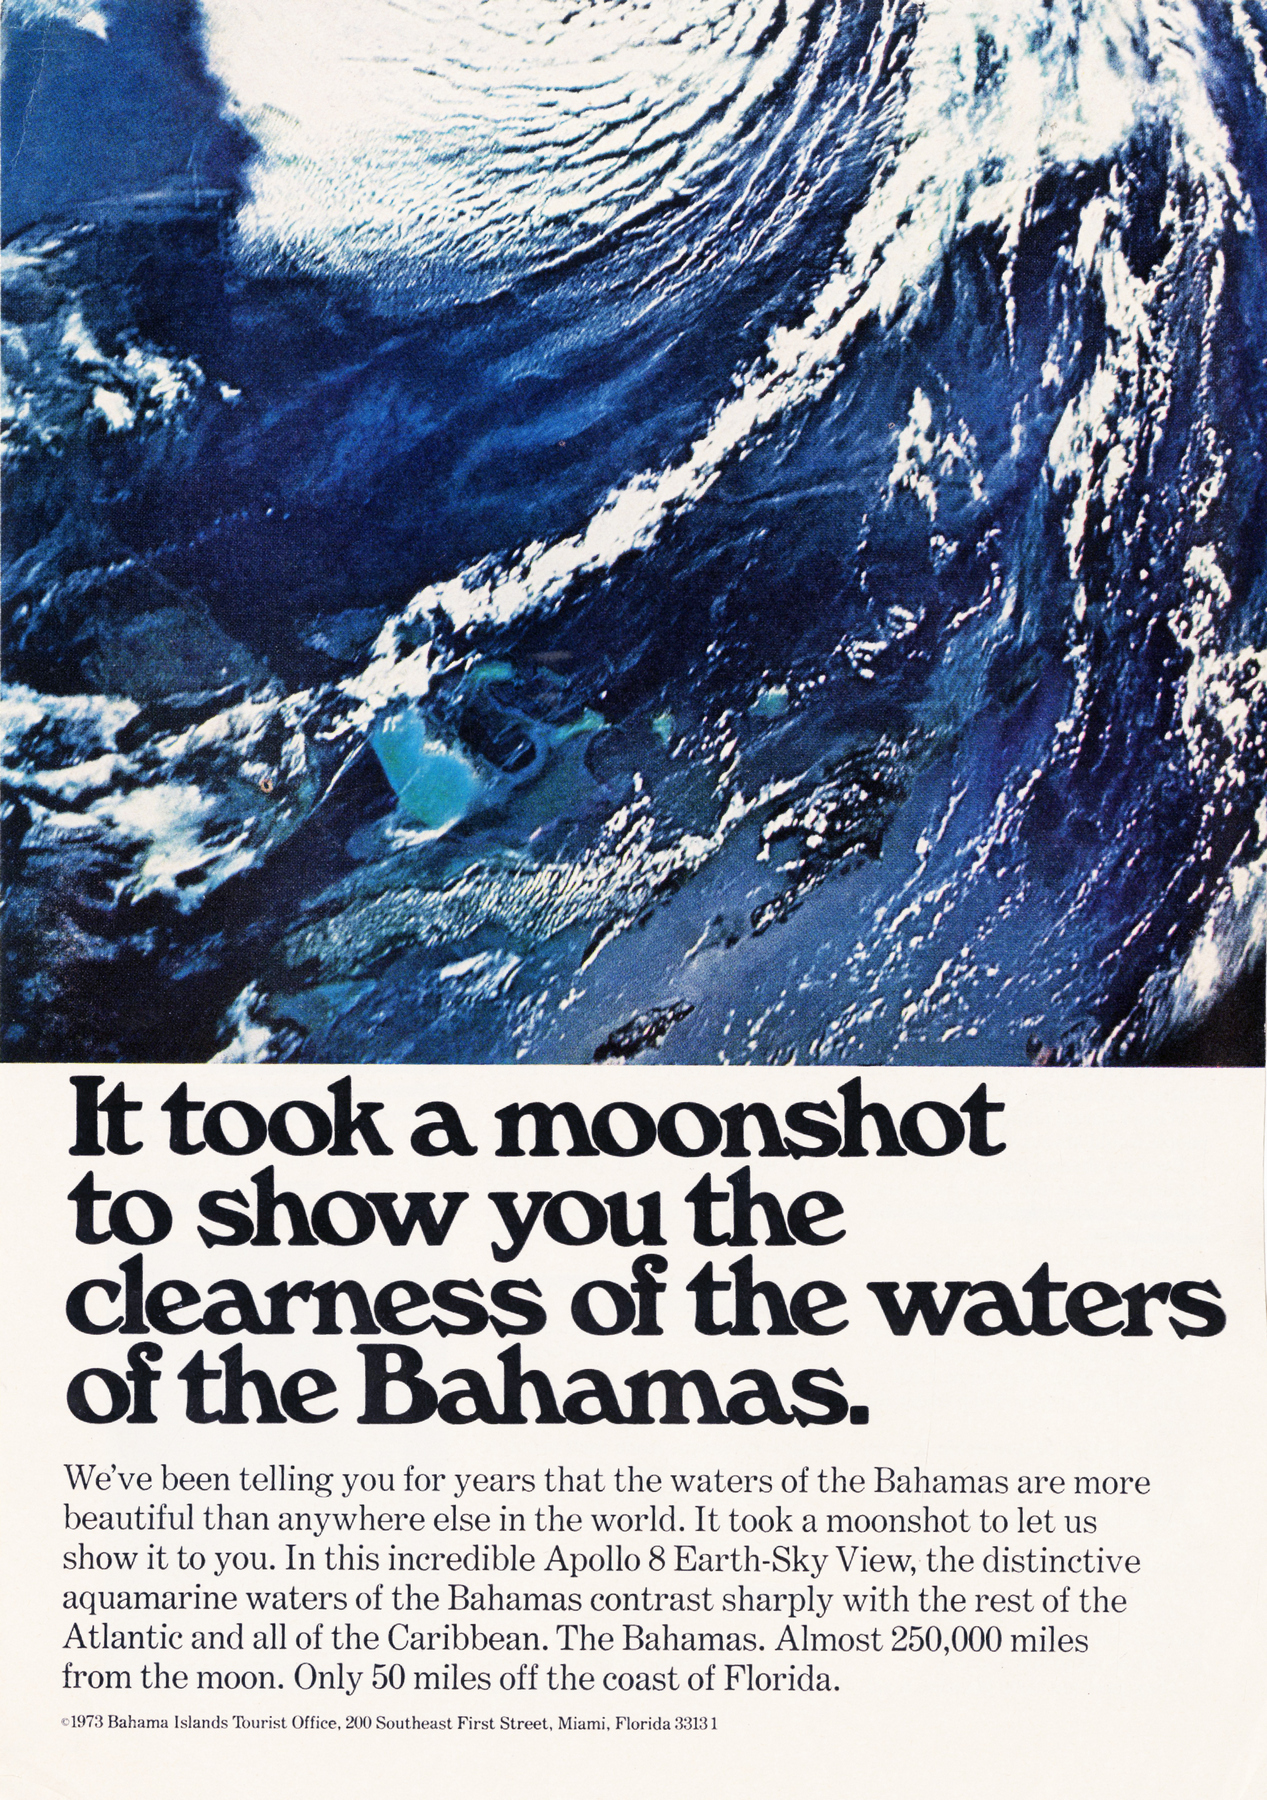 It took a moonshot
to show you the
clearness of the waters
of the Bahamas.
We've been telling you for years that the waters of the Bahamas are more
beautiful than anywhere else in the world. It took a moonshot to let us
show it to you. In this incredible Apollo 8 Earth-Sky View, the distinctive
aquamarine waters of the Bahamas contrast sharply with the rest of the
Atlantic and all of the Caribbean. The Bahamas. Almost 250,000 miles
from the moon. Only 50 miles off the coast of Florida.
©1973 Bahama Islands Tourist Office, 200 Southeast First Street, Miami, Florida 33131